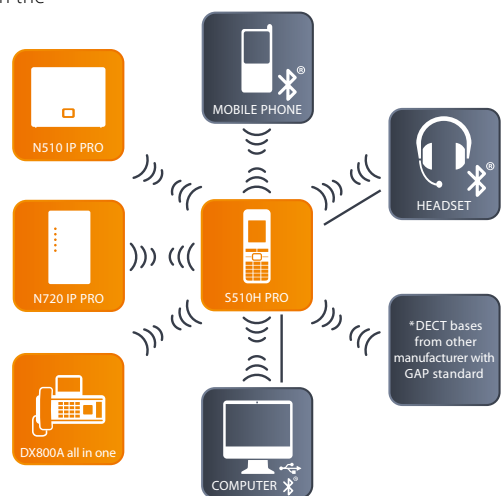 n the
MOBILE PHONE
®
N510 IP PRO
®
HEADSET
N720 IP PRO
S510H PRO
*DECT bases
from other
manufacturer with
GAP standard
DX800A all in one
COMPUTER
®